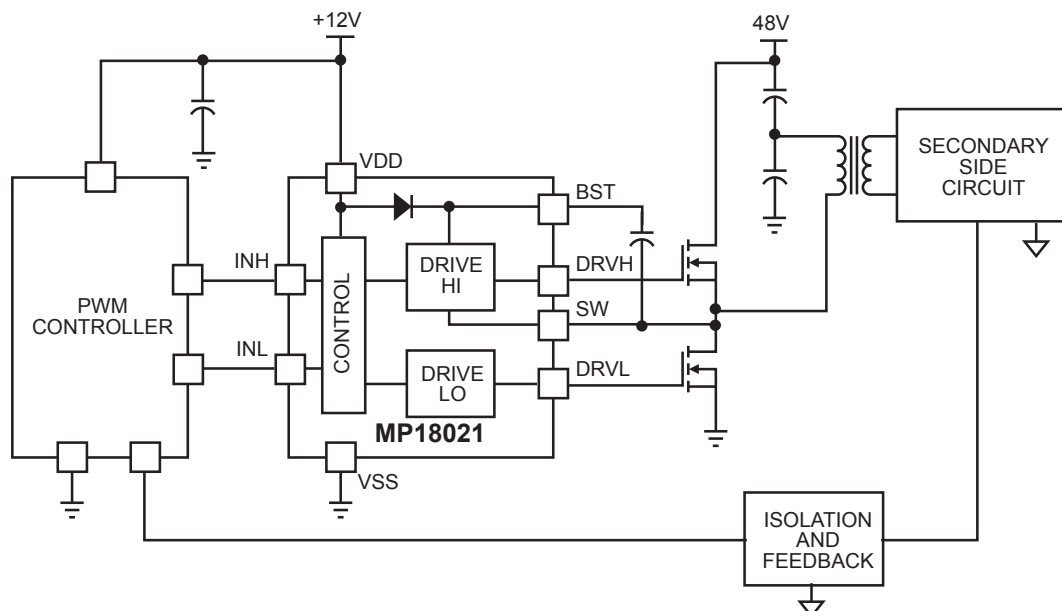 +12V
48V
VDD
BST
SECONDARY
SIDE
CIRCUIT
INH
DRIVE
HI
DRVH
PWM
CONTROLLER
CONTROL
SW
INL
DRIVE
LO
DRVL
MP18021
VSS
ISOLATION
AND
FEEDBACK